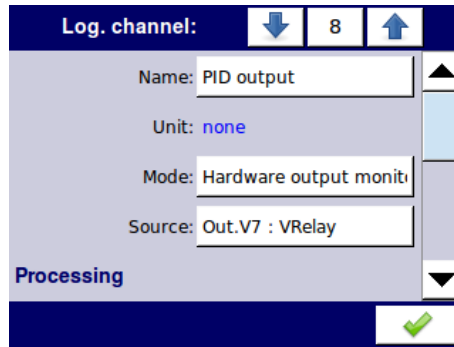 Log. channel: 8
Name: PID output
Unit: none
Mode: Hardware output monit
Source: Out.V7 : VRelay
Processing